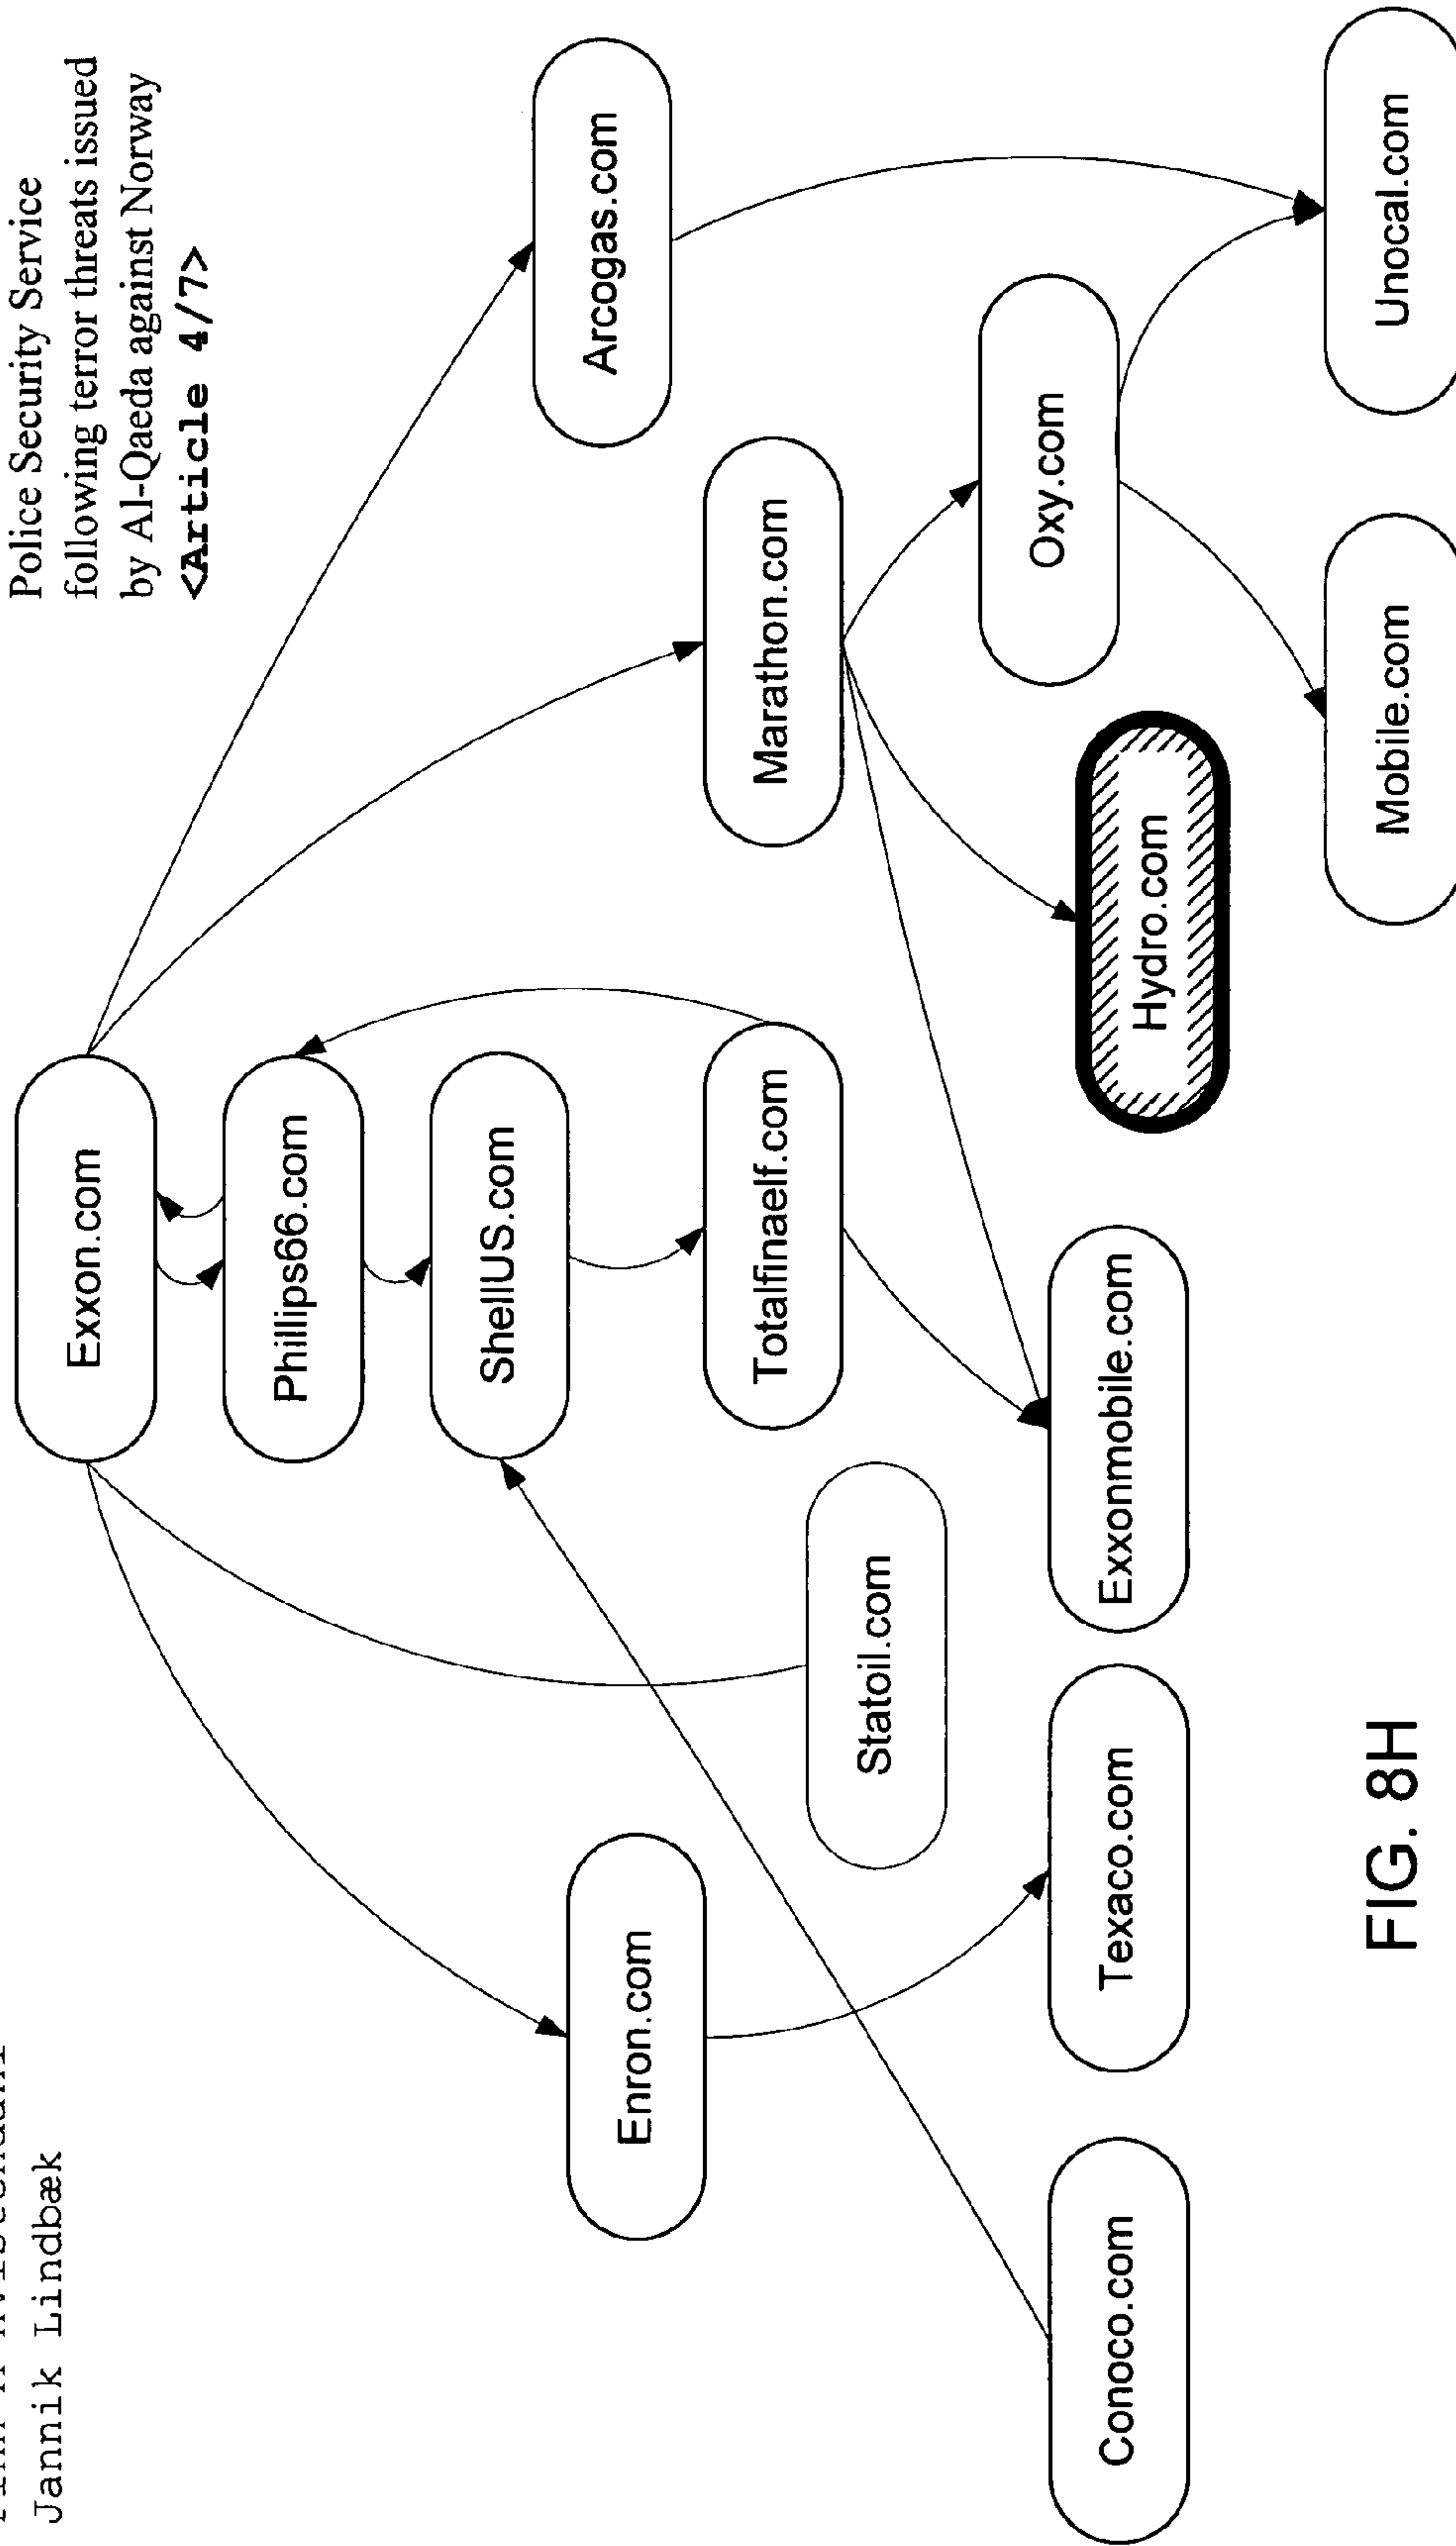 Jannik Lindbæk
Police Security Service
following terror threats issued
by Al-Qaeda against Norway
<Article 4/7>
Exxon.com
Phillips66.com
ShellUS.com
Arcogas.com
Enron.com
Totalfinaelf.com
Marathon.com
Statoil.com
Oxy.com
Conoco.com
Texaco.com
Exxonmobile.com
Hydro.com
Mobile.com
Unocal.com
FIG. 8H